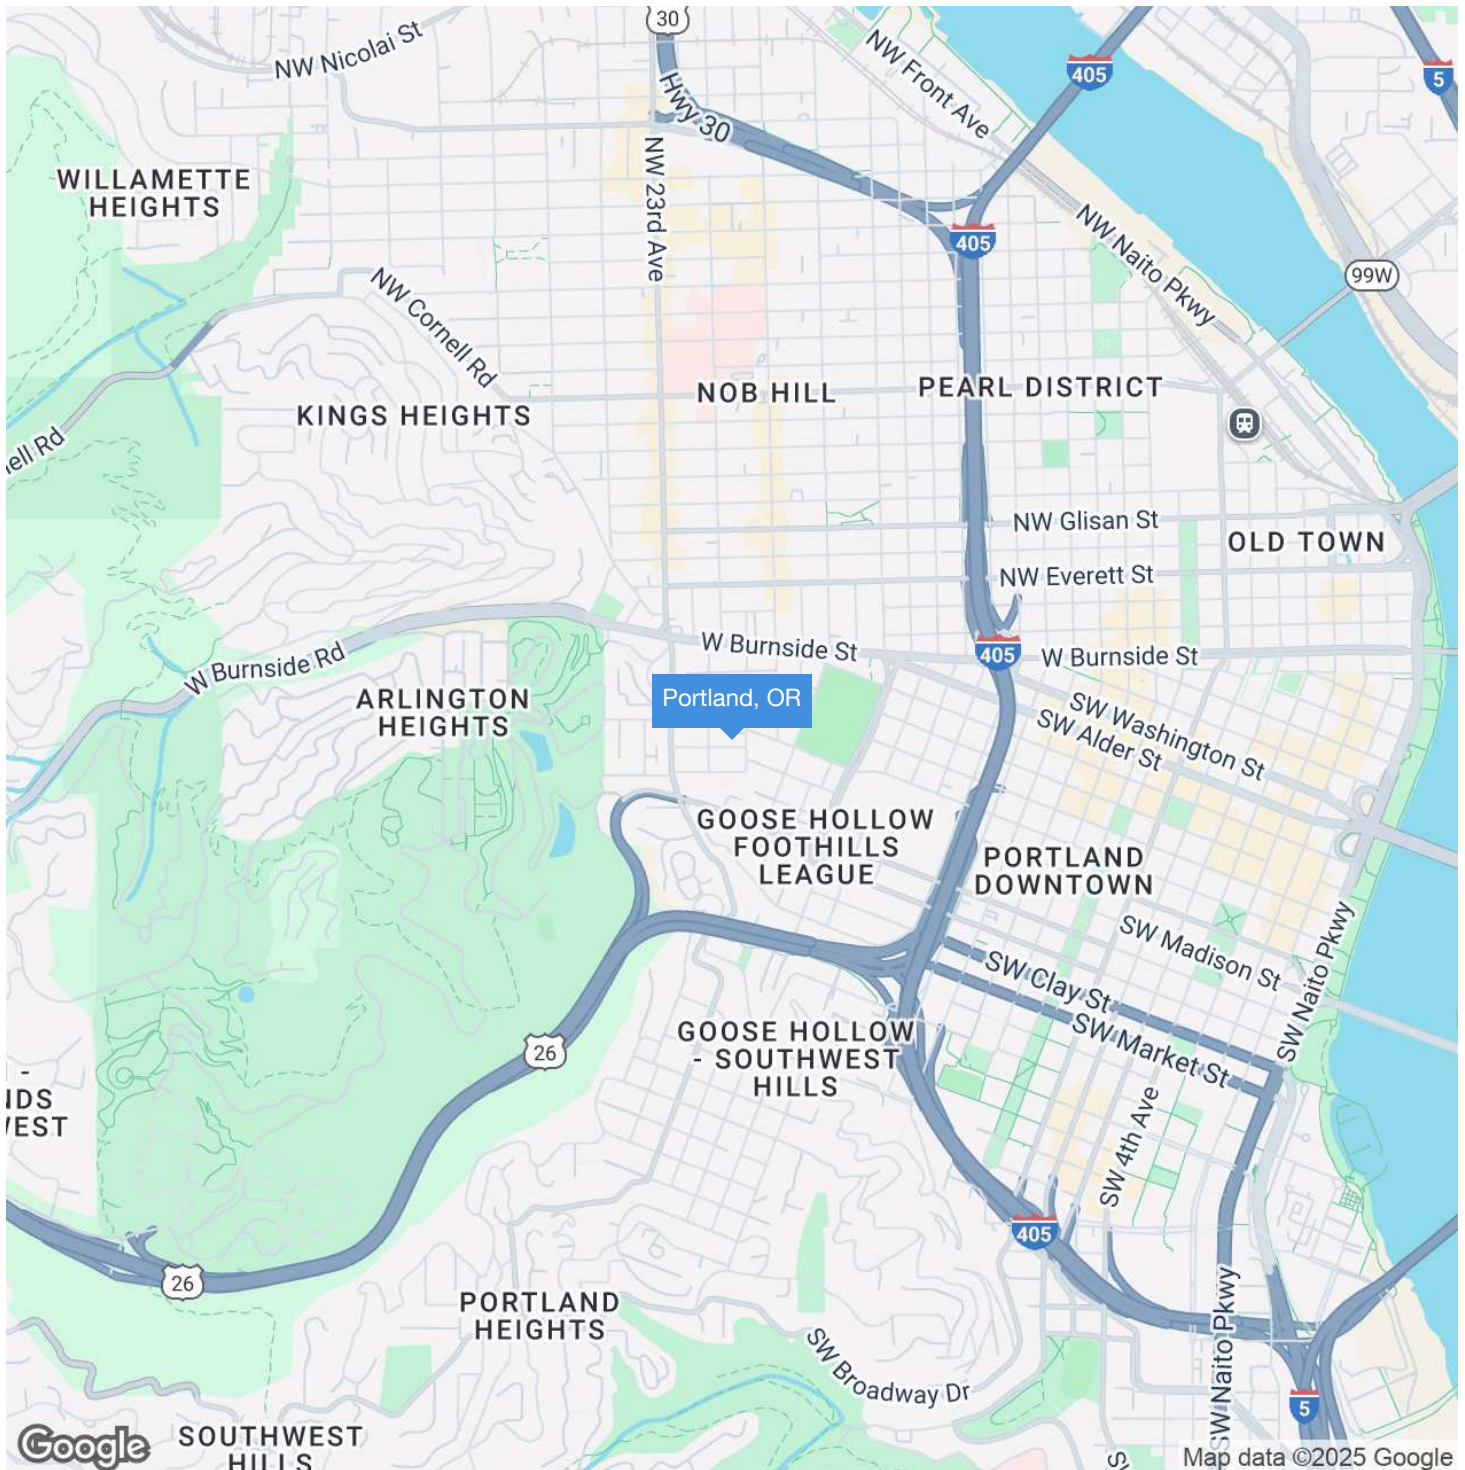 30
NW Nicolai St
NW Front Ave
405
5
Hwy 30
WILLAMETTE
HEIGHTS
NW 23rd Ave
NW Naito Pkwy
405
99W
NW Cornell Rd
NOB HILL
PEARL DISTRICT
KINGS HEIGHTS
ell Rd
NW Glisan St
OLD TOWN
NW Everett St
W Burnside St
405
W Burnside St
W Burnside Rd
ARLINGTON
HEIGHTS
Portland, OR
SW Washington St
SW Alder St
GOOSE HOLLOW
FOOTHILLS
LEAGUE
PORTLAND
DOWNTOWN
SW Madison St
SW Naito Pkwy
SW Clay St
SW Market St
GOOSE HOLLOW
- SOUTHWEST
HILLS
26
-
NDS
EST
SW 4th Ave
405
26
PORTLAND
HEIGHTS
SW Naito Pkwy
SW Broadway Dr
5
SOUTHWEST
HILLS
Google
Map data ©2025 Google